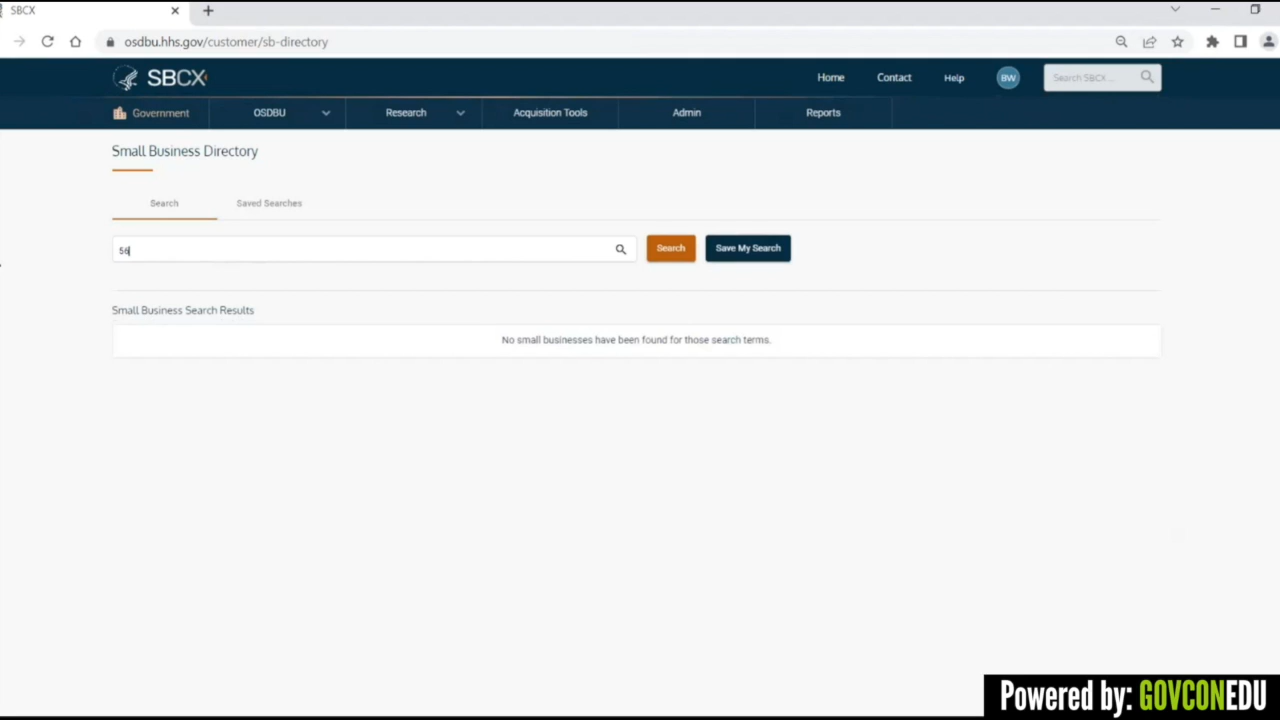 SBCX
osdbu.hhs.gov/customer/sb-directory
SBCX
Home
Contact
Help
BW
Search SBCX ...
Government
OSDBU
Research
Acquisition Tools
Admin
Reports
Small Business Directory
Search
Saved Searches
56
Search
Save My Search
Small Business Search Results
No small businesses have been found for those search terms.
Powered by: GOVCONEDU